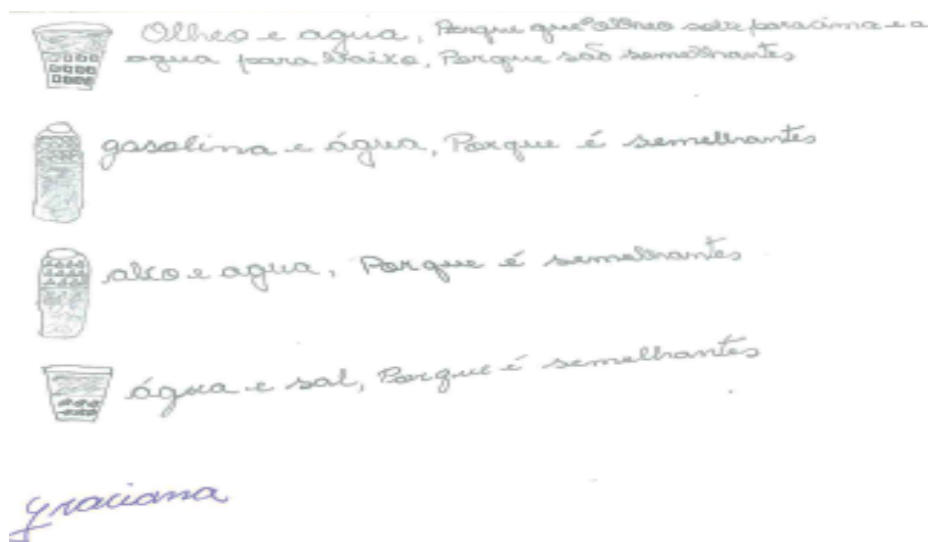 Olheo e agua, Porque que o olheo sobe para cima e a
agua para baixo, Porque são semelhantes
gasolina e água, Porque é semelhantes
alco e agua, Porque é semelhantes
água e sal, Porque é semelhantes
Graciana